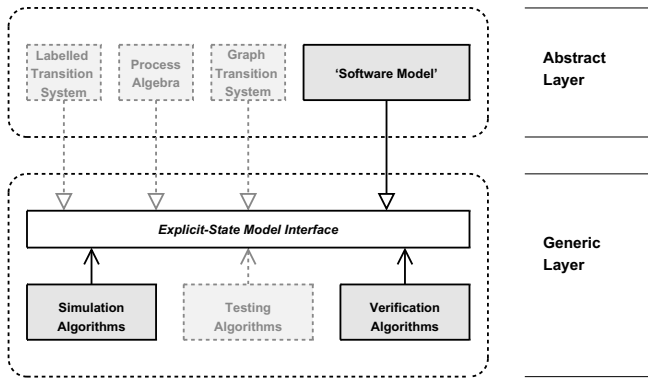 Labelled
Transition
System
Process
Algebra
Graph
Transition
System
‘Software Model’
Abstract
Layer
Explicit-State Model Interface
Generic
Layer
Simulation
Algorithms
Testing
Algorithms
Verification
Algorithms